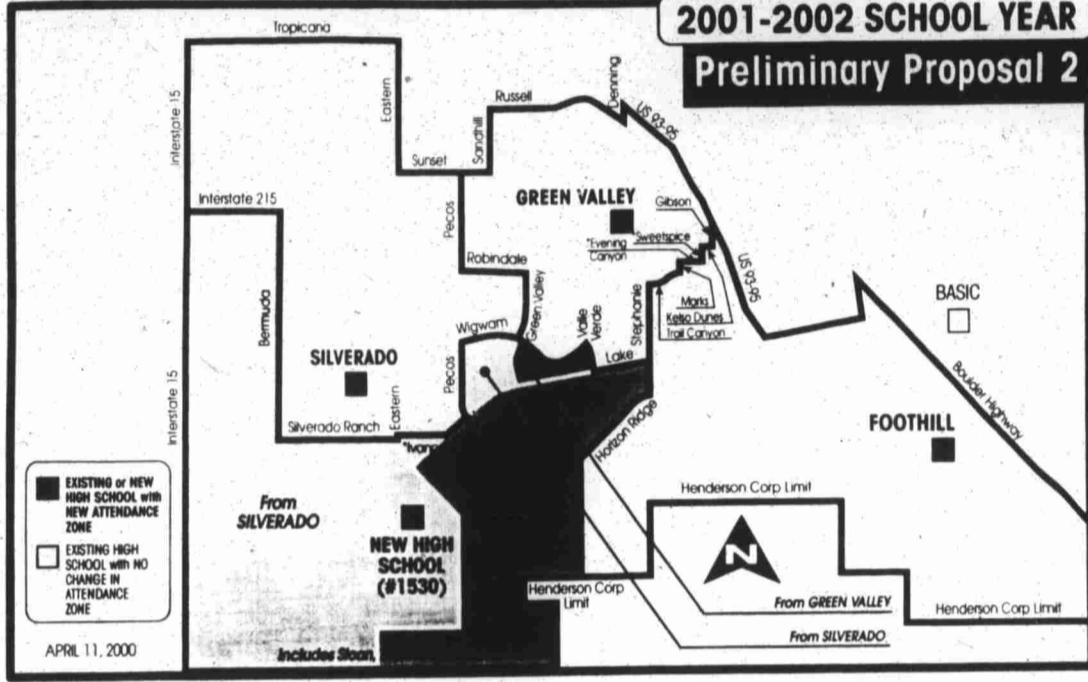 2001-2002 SCHOOL YEAR
Preliminary Proposal 2
Tropicana
Interstate 15
Eastern
Russell
Denning
US 93-95
Sandhill
Sunset
Interstate 215
Pecos
GREEN VALLEY
Gibson
*Sweetspice
*Evening
Canyon
Robindale
US 93-95
Green Valley
Valle
Verde
Stephanie
Marks
Kelso Dunes
Trail Canyon
BASIC
Bermuda
Wigwam
Lake
SILVERADO
Pecos
Interstate 15
Eastern
Silverado Ranch
Horizon Ridge
Boulder Highway
FOOTHILL
EXISTING or NEW
HIGH SCHOOL with
NEW ATTENDANCE
ZONE
EXISTING HIGH
SCHOOL with NO
CHANGE IN
ATTENDANCE
ZONE
From
SILVERADO
NEW HIGH
SCHOOL
(#1530)
Henderson Corp Limit
N
Henderson Corp
Limit
From GREEN VALLEY
Henderson Corp Limit
From SILVERADO
APRIL 11, 2000
Includes Sloan,